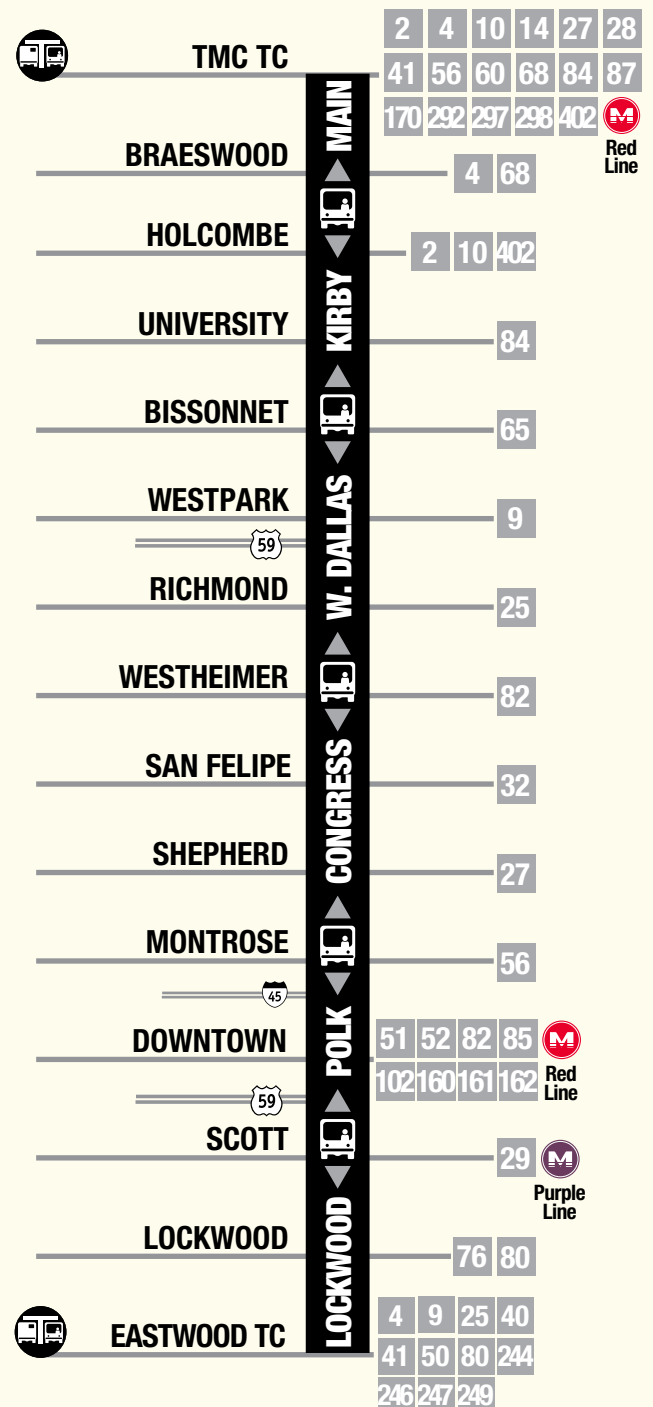 2 4 10 14 27 28
TMC TC
41 56 60 68 84 87
170 292 297 298 402 M
Red
Line
MAIN
BRAESWOOD
4 68
HOLCOMBE
2 10 402
KIRBY
UNIVERSITY
84
BISSONNET
65
WESTPARK
9
59
W. DALLAS
RICHMOND
25
WESTHEIMER
82
SAN FELIPE
32
CONGRESS
SHEPHERD
27
MONTROSE
56
45
POLK
DOWNTOWN
51 52 82 85 M
102 160 161 162
Red
Line
59
SCOTT
29 M
Purple
Line
LOCKWOOD
76 80
LOCKWOOD
EASTWOOD TC
4 9 25 40
41 50 80 244
246 247 249